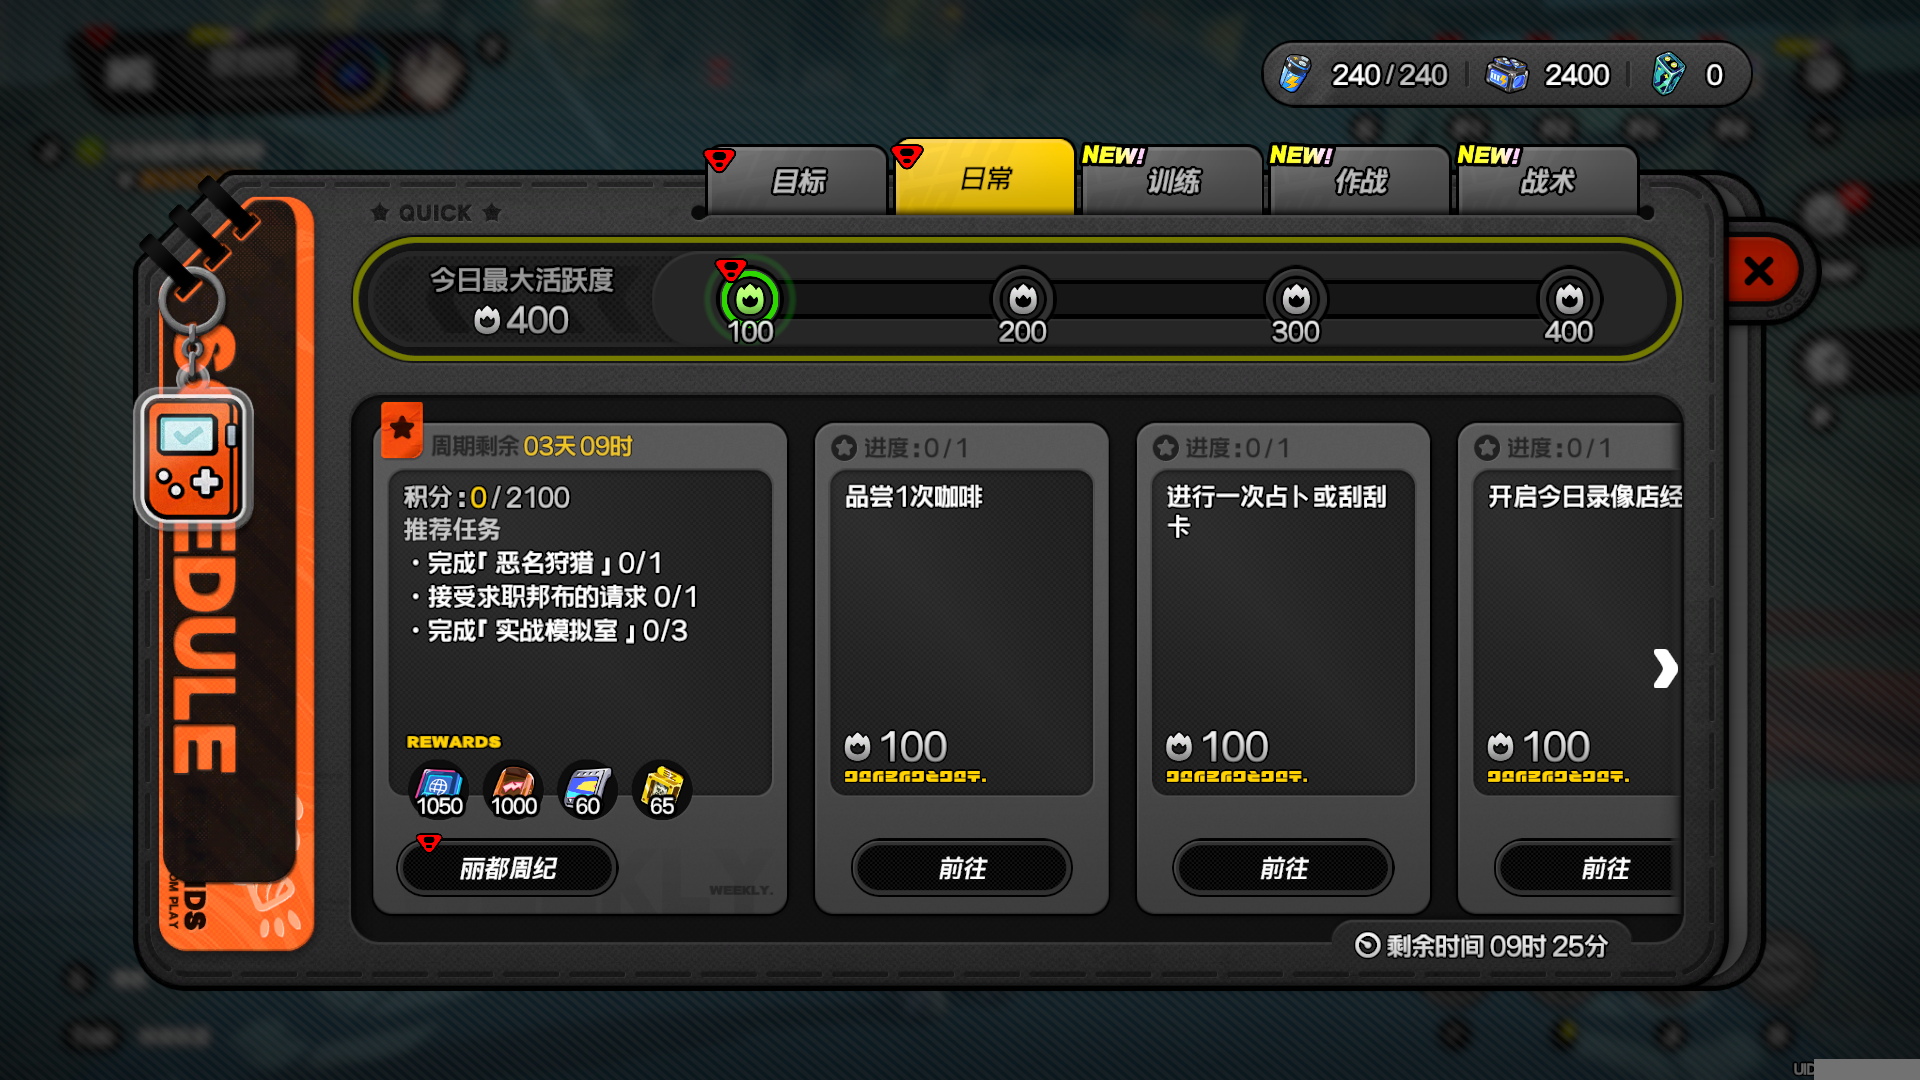 240/240
2400
0
目标
日常
NEW!
训练
NEW!
作战
NEW!
战术
QUICK
今日最大活跃度
400
100
200
300
400
周期剩余 03天 09时
积分:0/2100
推荐任务
·完成「恶名狩猎」0/1
·接受求职邦布的请求 0/1
·完成「实战模拟室」0/3
REWARDS
1050
1000
60
65
丽都周纪
WEEKLY.
进度:0/1
品尝1次咖啡
100
前往
进度:0/1
进行一次占卜或刮刮
卡
100
前往
进度:0/1
开启今日录像店经
100
前往
剩余时间 09时 25分
EDULE
UID